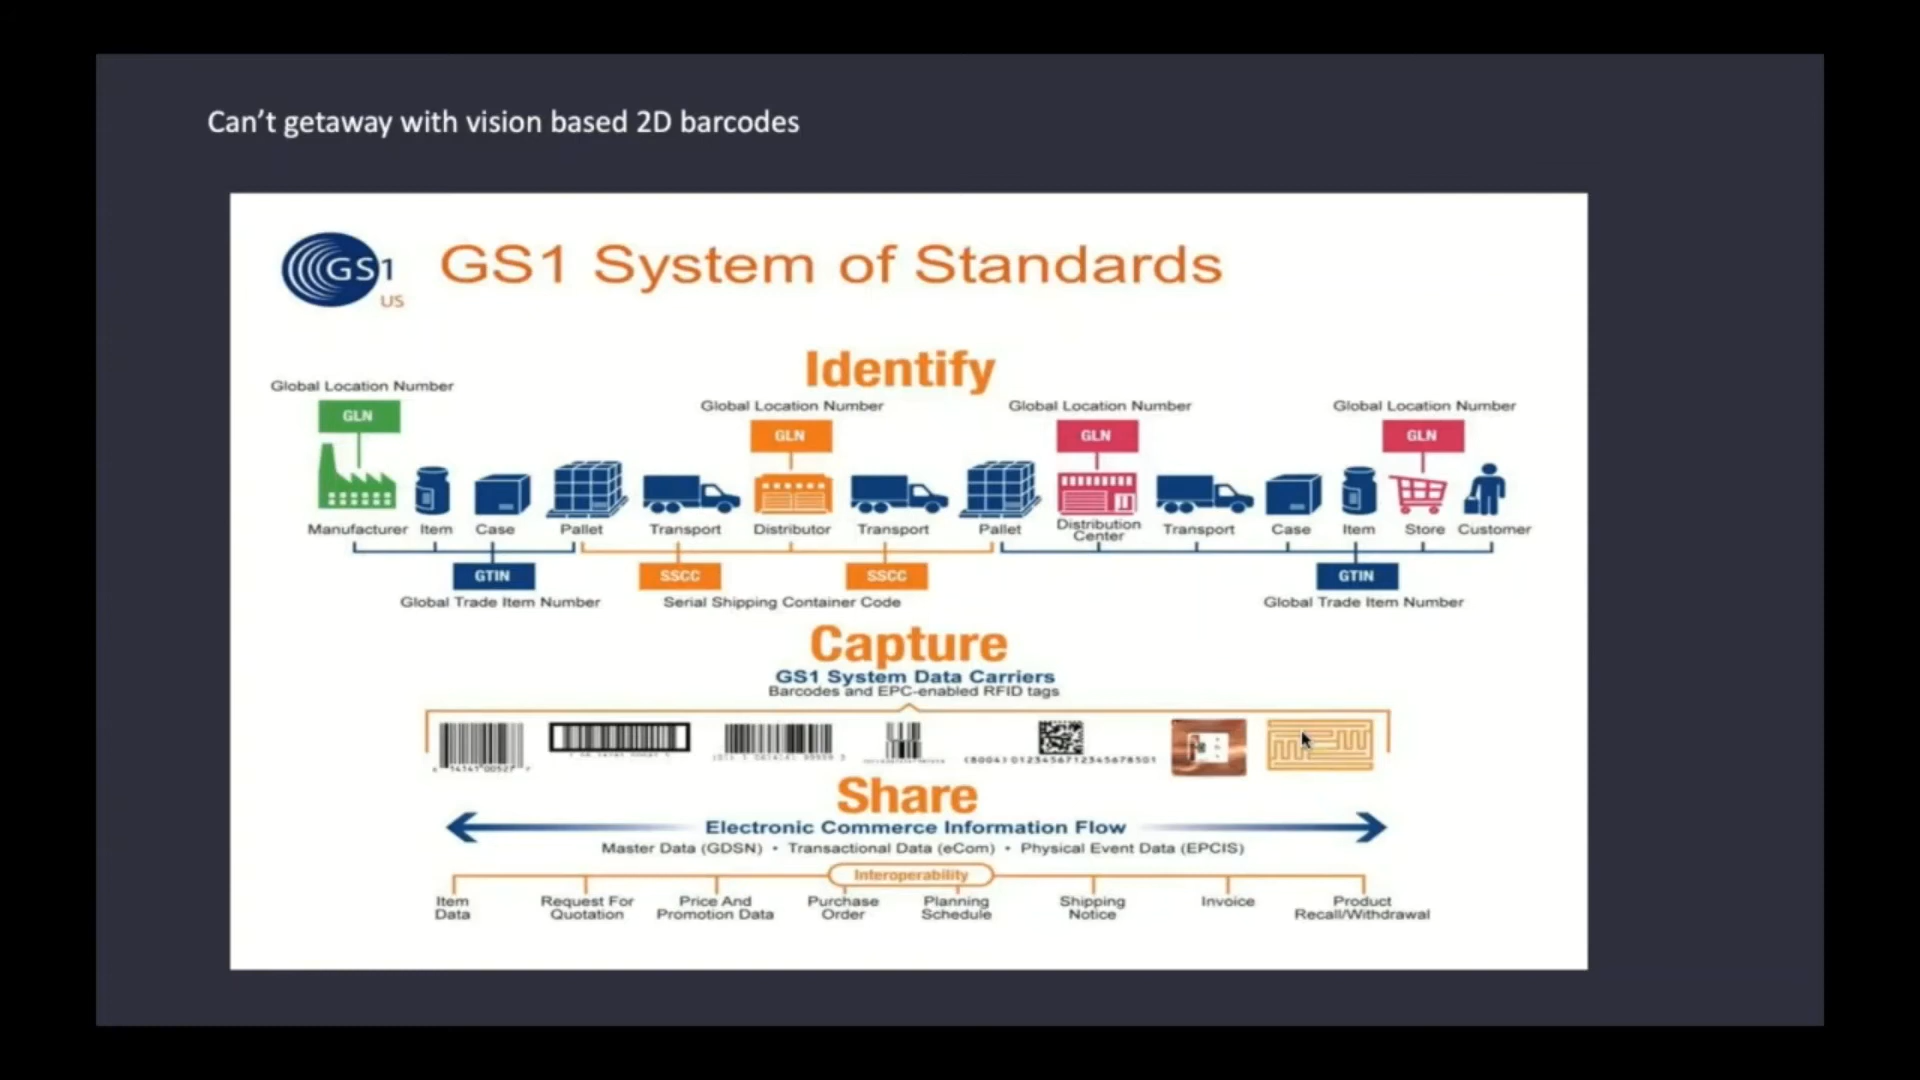 Can't getaway with vision based 2D barcodes
GS1
US
GS1 System of Standards
Identify
Global Location Number
GLN
Global Location Number
GLN
Global Location Number
GLN
Global Location Number
GLN
Manufacturer Item Case Pallet Transport Distributor Transport Pallet Distribution Center Transport Case Item Store Customer
GTIN SSCC SSCC GTIN
Global Trade Item Number Serial Shipping Container Code Global Trade Item Number
Capture
GS1 System Data Carriers
Barcodes and EPC-enabled RFID tags
(8004) 0123456712345678501
Share
Electronic Commerce Information Flow
Master Data (GDSN) • Transactional Data (eCom) • Physical Event Data (EPCIS)
Interoperability
Item Data
Request For Quotation
Price And Promotion Data
Purchase Order
Planning Schedule
Shipping Notice
Invoice
Product Recall/Withdrawal